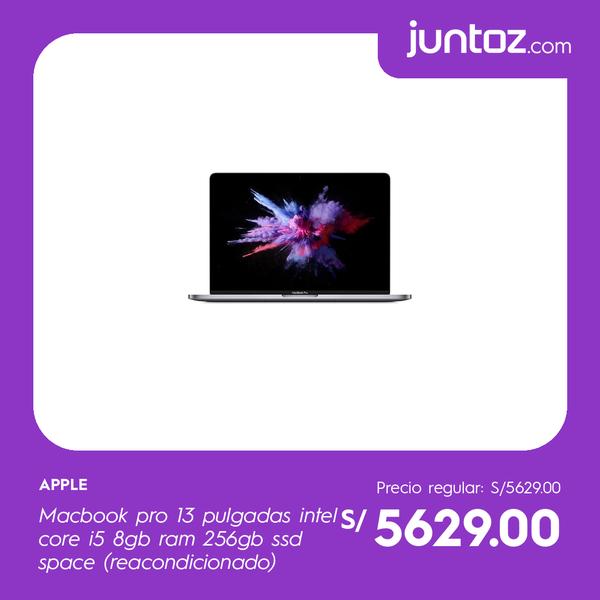 juntoz.com
APPLE
Macbook pro 13 pulgadas intel
core i5 8gb ram 256gb ssd
space (reacondicionado)
Precio regular: S/5629.00
S/ 5629.00